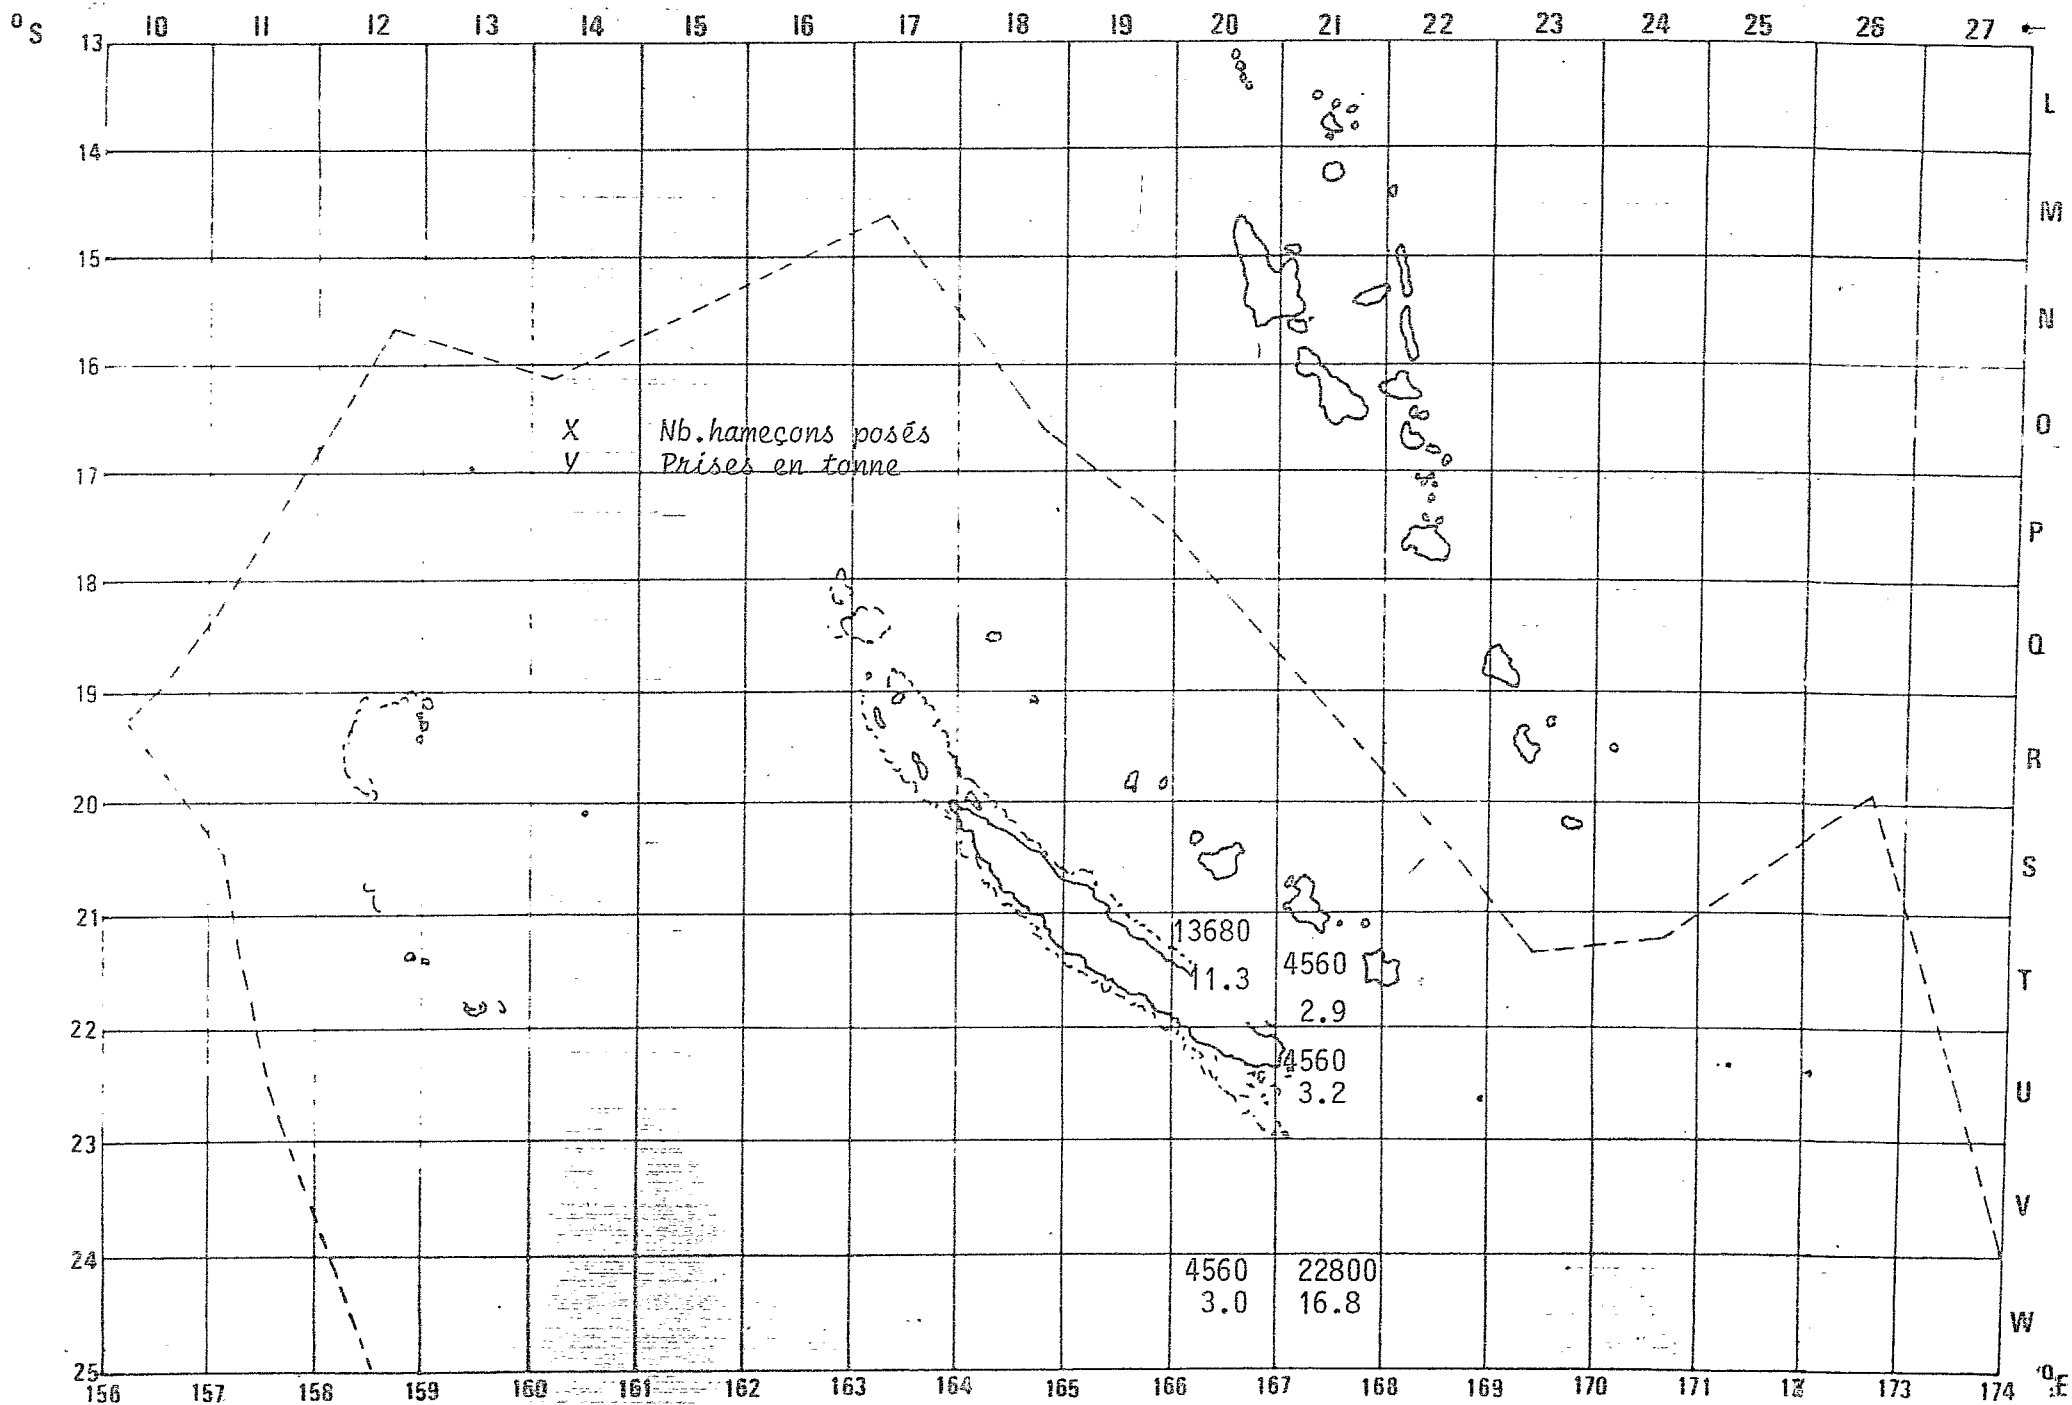 °S 10 11 12 13 14 15 16 17 18 19 20 21 22 23 24 25 26 27
13
L
14
M
15
N
16
X Nb.hameçons posés
O
Y Prises en tonne
17
P
18
Q
19
R
20
S
21
13680
4560
11.3
T
2.9
22
4560
3.2
U
23
V
24
4560 22800
3.0 16.8
W
25
156 157 158 159 160 161 162 163 164 165 166 167 168 169 170 171 172 173 174 °E